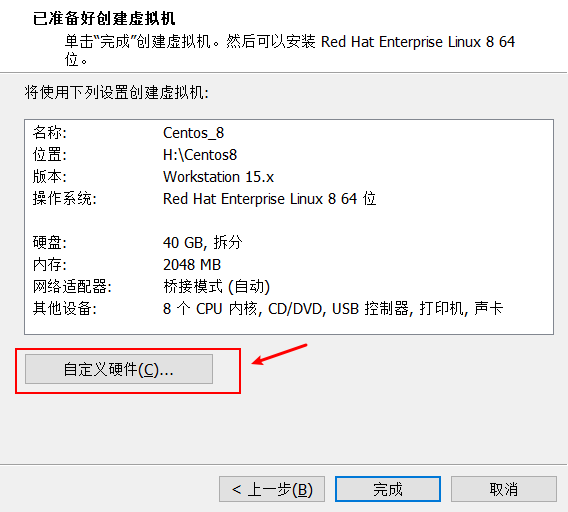 已准备好创建虚拟机
单击“完成”创建虚拟机。然后可以安装 Red Hat Enterprise Linux 8 64
位。
将使用下列设置创建虚拟机:
名称: Centos_8
位置: H:\Centos8
版本: Workstation 15.x
操作系统: Red Hat Enterprise Linux 8 64 位
硬盘: 40 GB, 拆分
内存: 2048 MB
网络适配器: 桥接模式 (自动)
其他设备: 8 个 CPU 内核, CD/DVD, USB 控制器, 打印机, 声卡
自定义硬件(C)...
< 上一步(B) 完成 取消